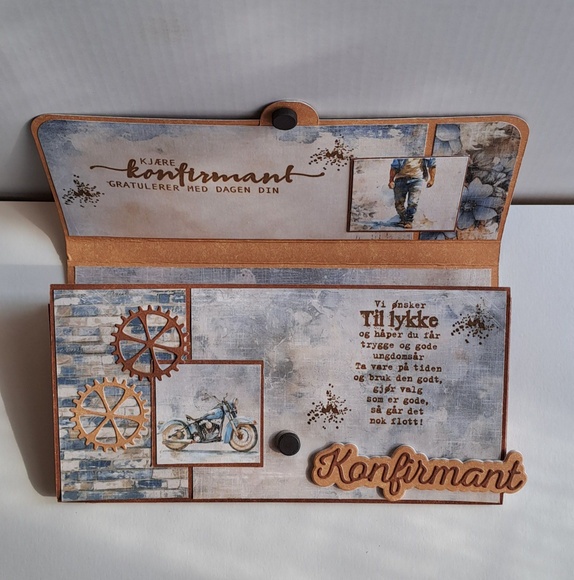 KJÆRE
konfirmant
GRATULERER MED DAGEN DIN
Vi ønsker
Til lykke
og håper du får
trygge og gode
ungdomsår
Ta vare på tiden
og bruk den godt,
gjør valg
som er gode,
så går det
nok flott!
Konfirmant